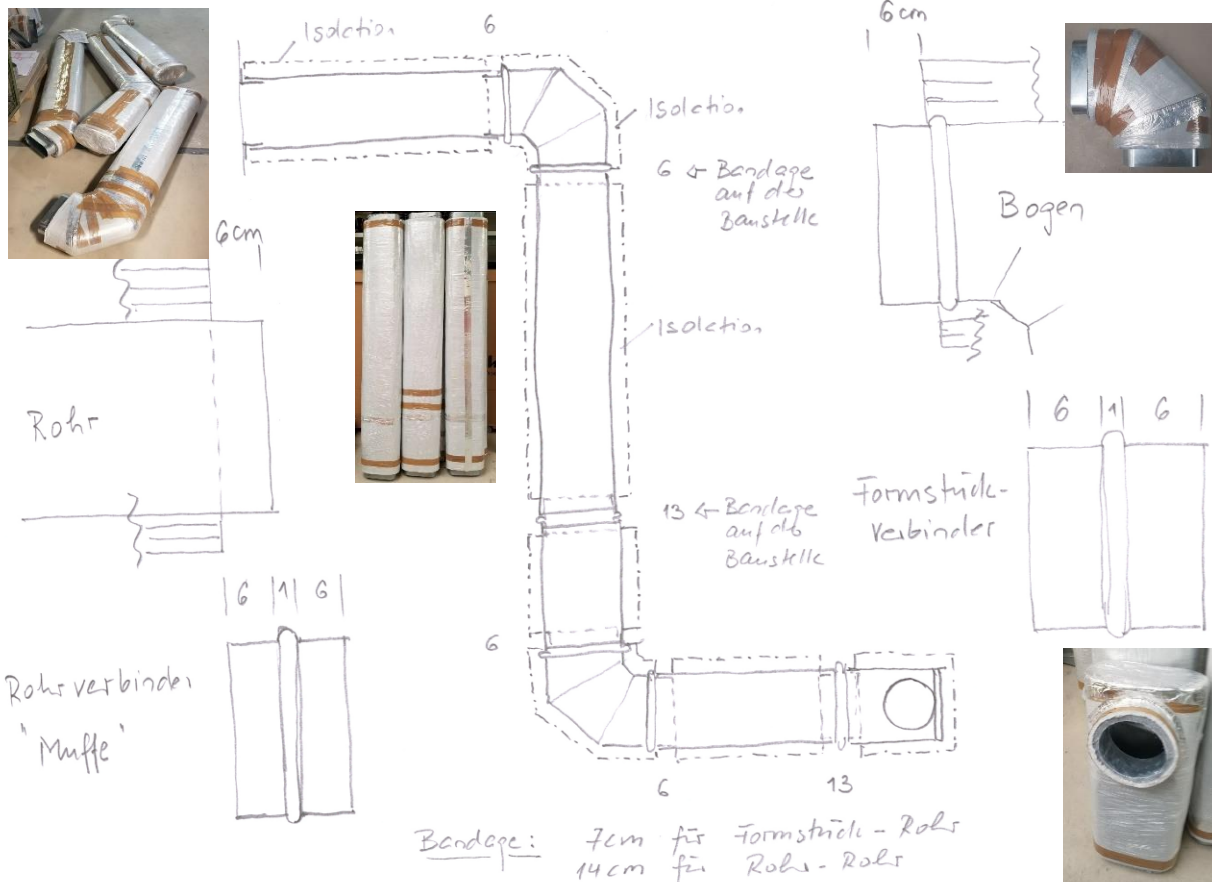 Isolation
6
6cm
Isolation
6 ← Bandage
auf der
Baustelle
Bogen
6cm
Isolation
Rohr
6 1 6
Formstück-
verbinder
13 ← Bandage
auf der
Baustelle
6 1 6
6
Rohrverbinder
"Muffe"
6
13
Bandage: 7cm für Formstück - Rohr
14cm für Rohr - Rohr